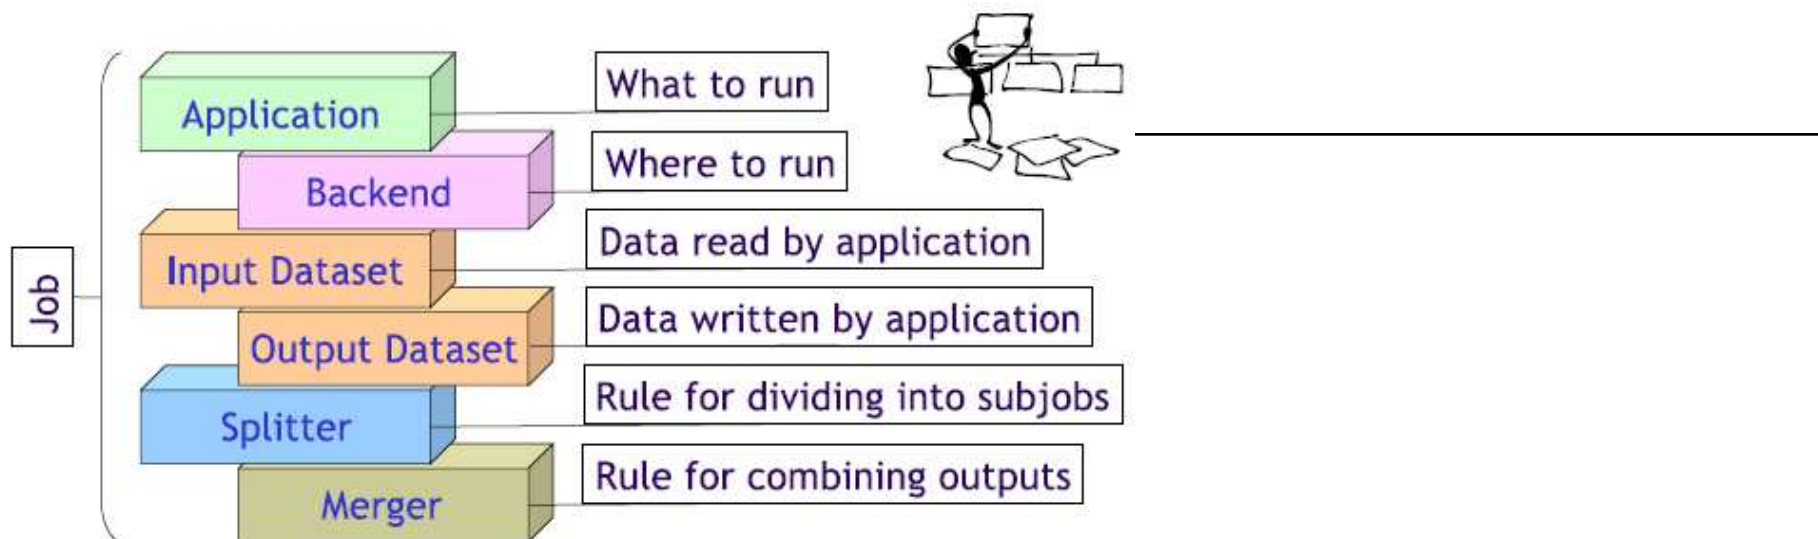 Job
Application
What to run
Backend
Where to run
Input Dataset
Data read by application
Output Dataset
Data written by application
Splitter
Rule for dividing into subjobs
Merger
Rule for combining outputs